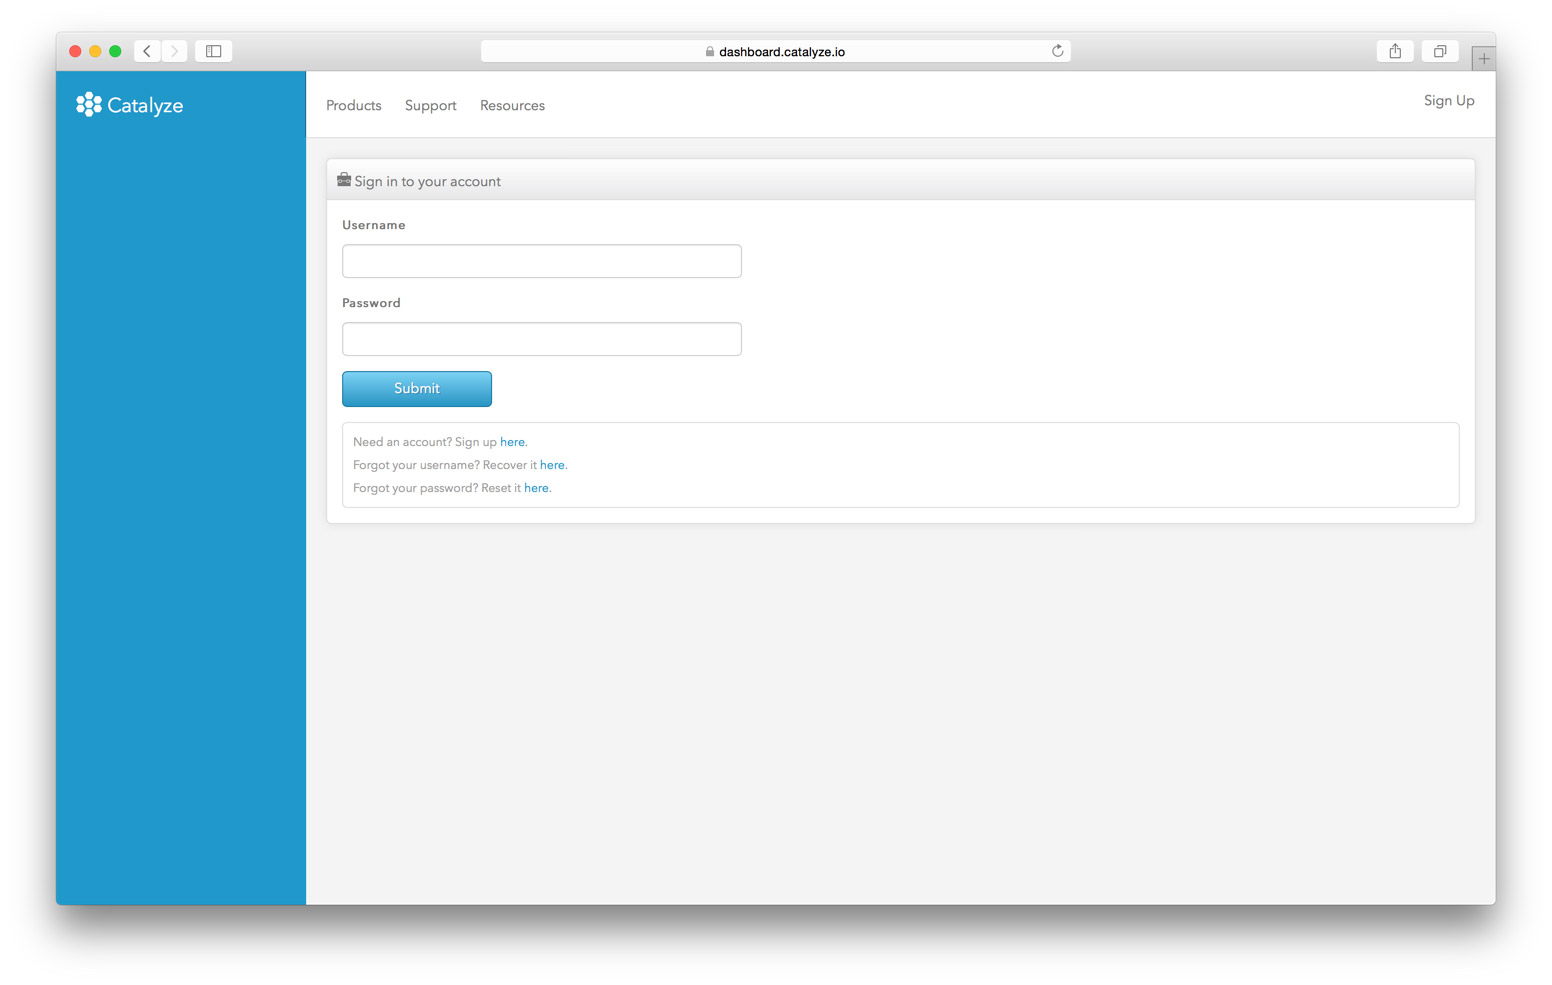 dashboard.catalyze.io
Catalyze
Products Support Resources
Sign Up
Sign in to your account
Username
Password
Submit
Need an account? Sign up here.
Forgot your username? Recover it here.
Forgot your password? Reset it here.